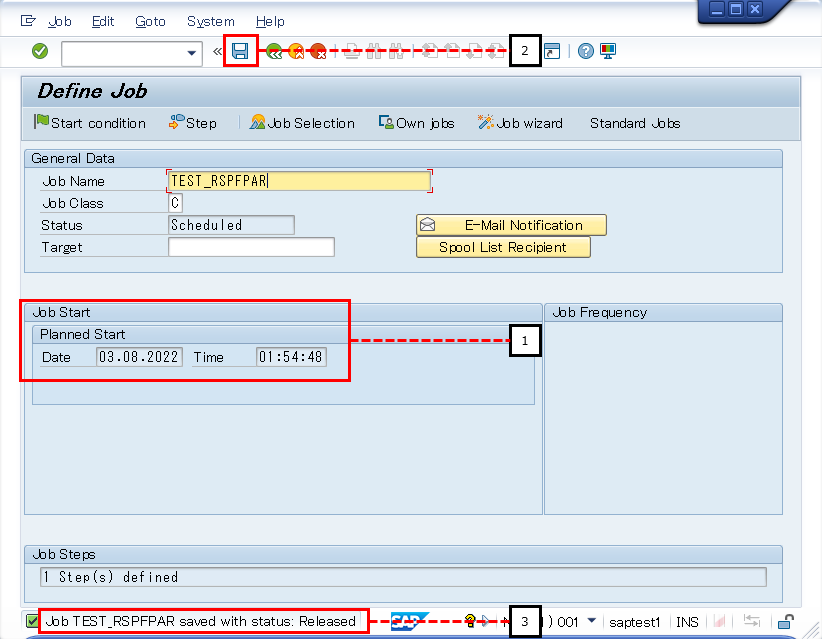 Job Edit Goto System Help
2
Define Job
Start condition Step Job Selection Own jobs Job wizard Standard Jobs
General Data
Job Name TEST_RSPFPAR
Job Class C
Status Scheduled E-Mail Notification
Target Spool List Recipient
Job Start Job Frequency
Planned Start
1
Date 03.08.2022 Time 01:54:48
Job Steps
1 Step(s) defined
Job TEST_RSPFPAR saved with status: Released SAP 3 ) 001 saptest1 INS